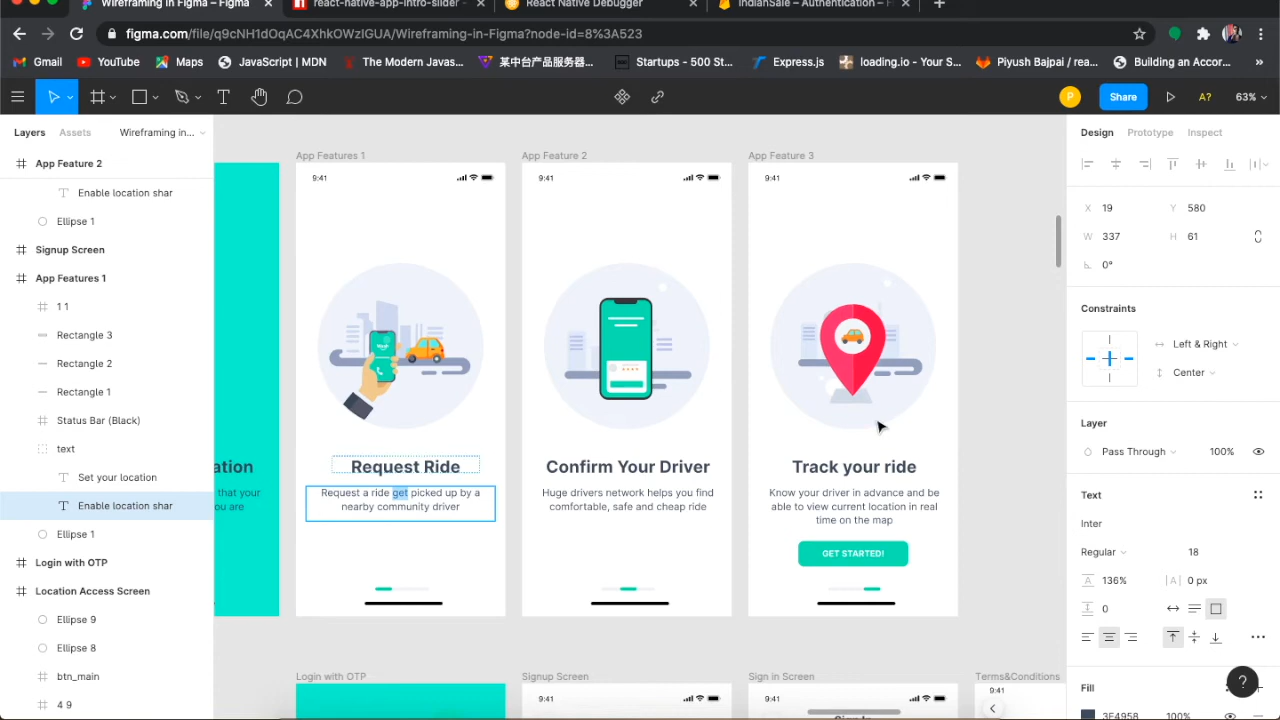 Wireframing in Figma – Figma
react-native-app-intro-slider -
React Native Debugger
IndianSale – Authentication –
figma.com/file/q9cNH1dOqAC4XhkOWzIGUA/Wireframing-in-Figma?node-id=8%3A523
Gmail
YouTube
Maps
JavaScript | MDN
The Modern Javas...
某中台产品服务器...
Startups - 500 St...
Express.js
loading.io - Your S...
Piyush Bajpai / rea...
Building an Accor...
»
P
Share
A?
63%
Layers
Assets
Wireframing in...
App Feature 2
Enable location shar
Ellipse 1
Signup Screen
App Features 1
1 1
Rectangle 3
Rectangle 2
Rectangle 1
Status Bar (Black)
text
Set your location
Enable location shar
Ellipse 1
Login with OTP
Location Access Screen
Ellipse 9
Ellipse 8
btn_main
4 9
ation
that your
ou are
App Features 1
9:41
Request Ride
Request a ride get picked up by a
nearby community driver
App Feature 2
9:41
Confirm Your Driver
Huge drivers network helps you find
comfortable, safe and cheap ride
App Feature 3
9:41
Track your ride
Know your driver in advance and be
able to view current location in real
time on the map
GET STARTED!
Login with OTP
Signup Screen
9:41
Sign in Screen
9:41
Sign In
Terms&Conditions
9:41
Design
Prototype
Inspect
X 19
Y 580
W 337
H 61
0°
Constraints
Left & Right
Center
Layer
Pass Through
100%
Text
Inter
Regular
18
136%
0 px
0
Fill
3E4958
100%
?